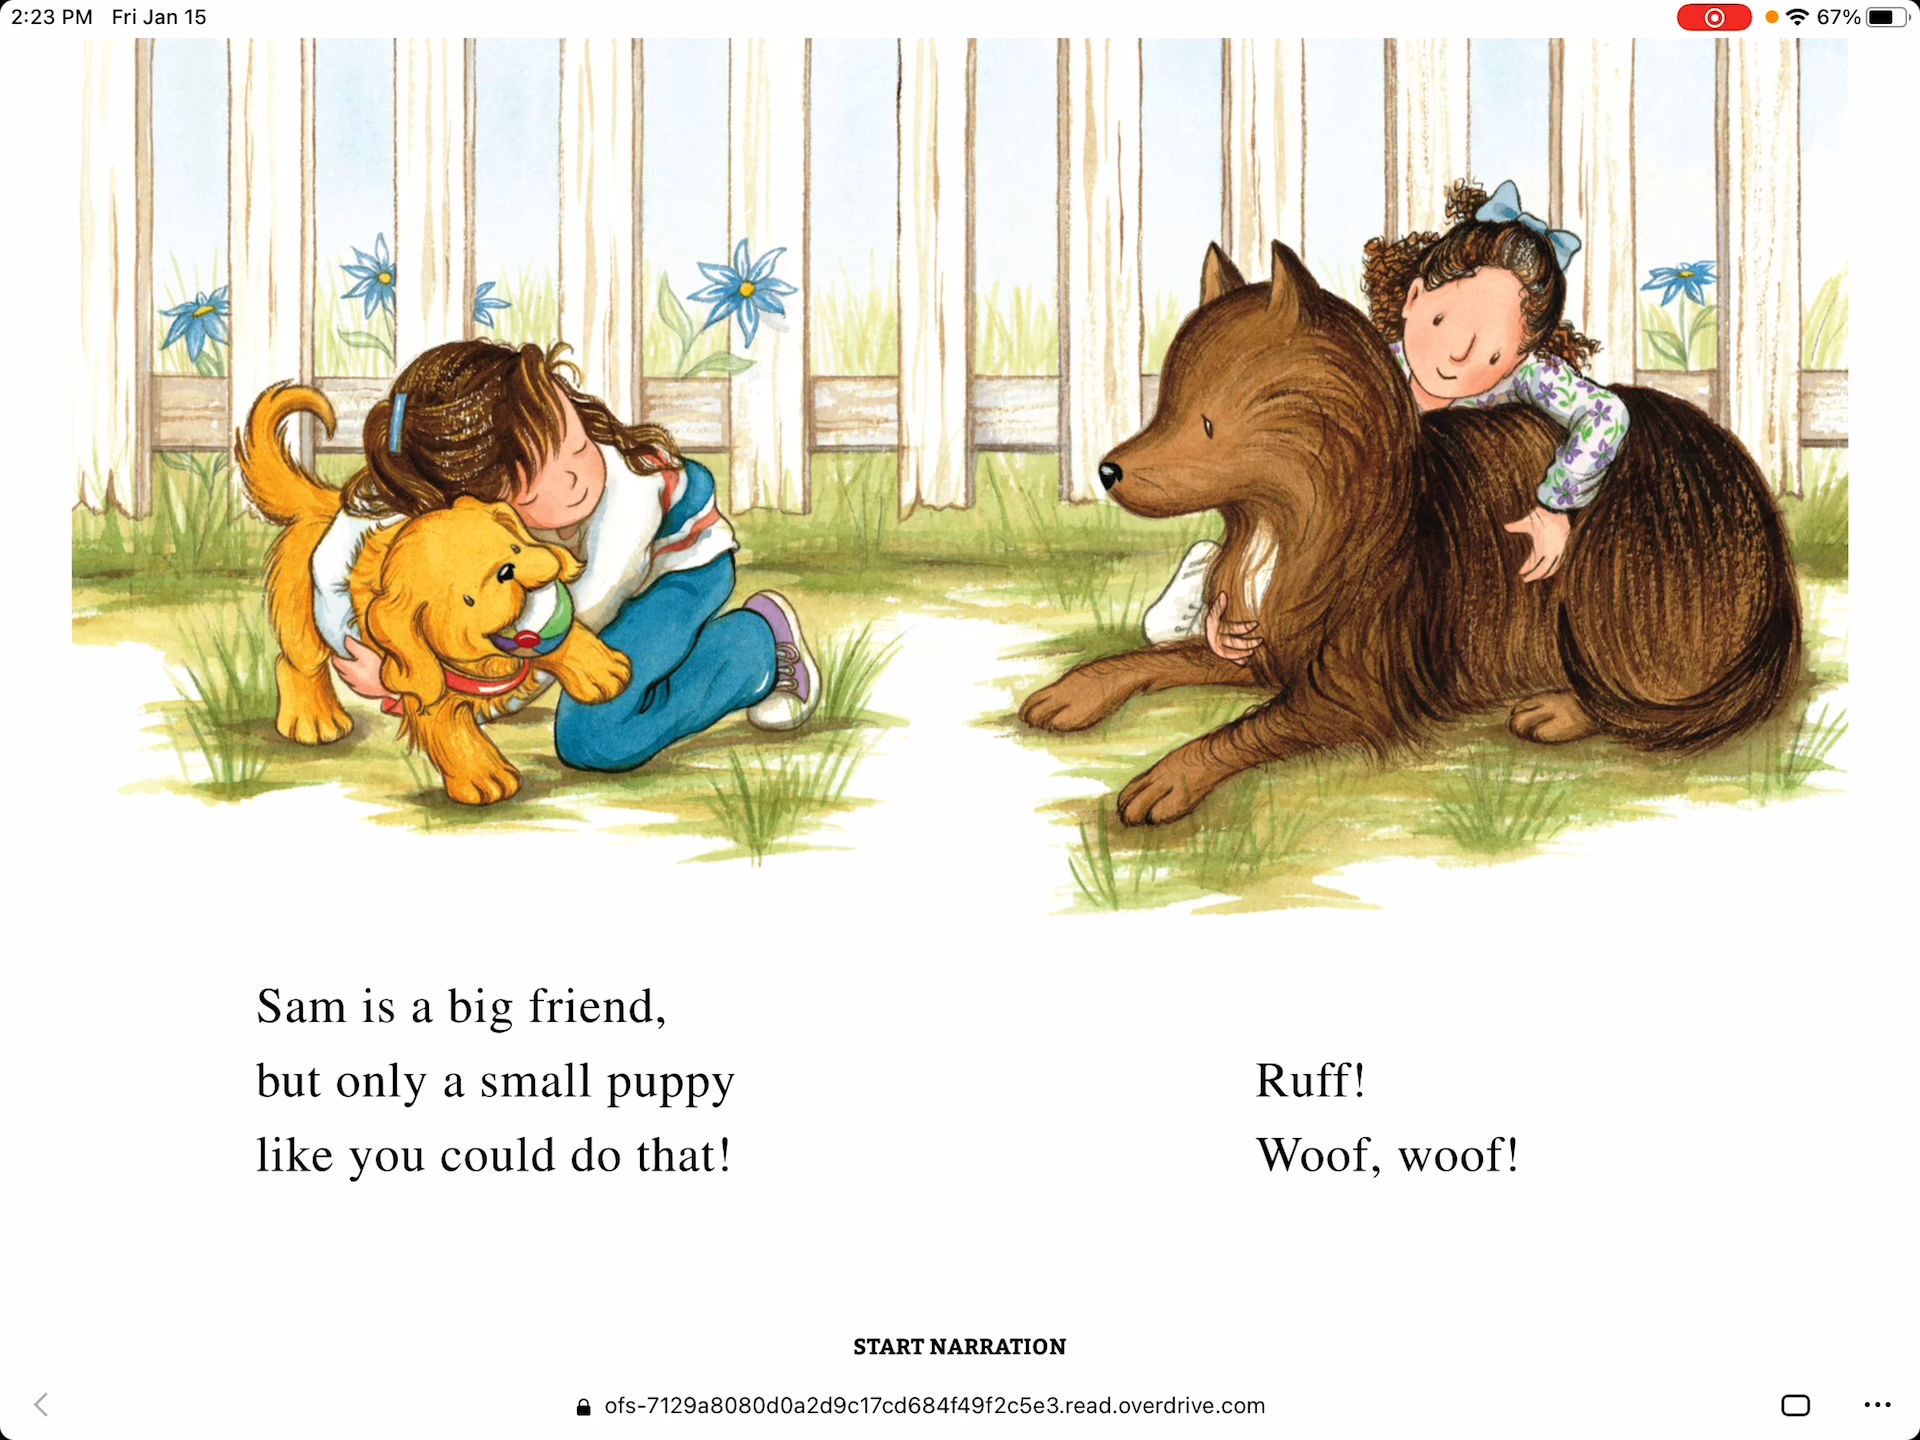 2:23 PM Fri Jan 15
67%
Sam is a big friend,
but only a small puppy
like you could do that!
Ruff!
Woof, woof!
START NARRATION
ofs-7129a8080d0a2d9c17cd684f49f2c5e3.read.overdrive.com